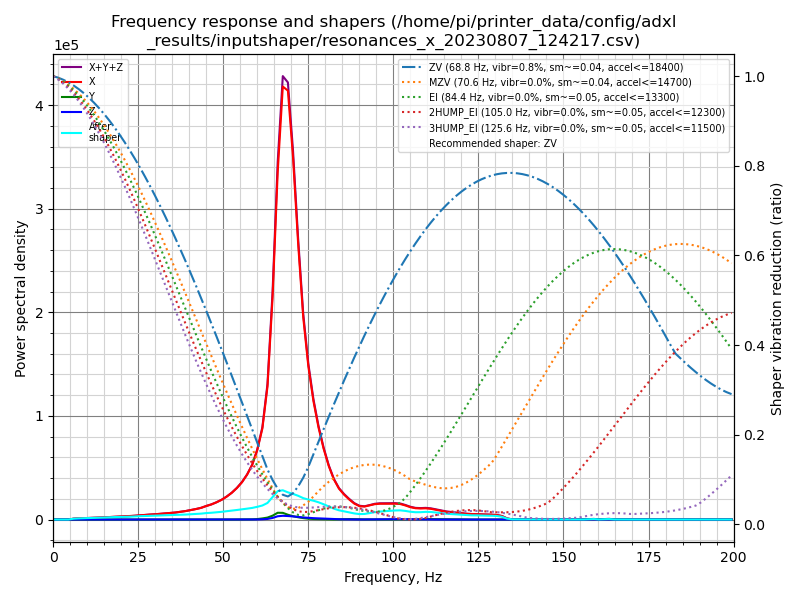 Frequency response and shapers (/home/pi/printer_data/config/adxl
_results/inputshaper/resonances_x_20230807_124217.csv)
1e5
X+Y+Z
X
Y
Z
After
shaper
ZV (68.8 Hz, vibr=0.8%, sm~=0.04, accel<=18400)
MZV (70.6 Hz, vibr=0.0%, sm~=0.04, accel<=14700)
EI (84.4 Hz, vibr=0.0%, sm~=0.05, accel<=13300)
2HUMP_EI (105.0 Hz, vibr=0.0%, sm~=0.05, accel<=12300)
3HUMP_EI (125.6 Hz, vibr=0.0%, sm~=0.05, accel<=11500)
Recommended shaper: ZV
Power spectral density
4
3
2
1
0
1.0
0.8
0.6
0.4
0.2
0.0
Shaper vibration reduction (ratio)
0 25 50 75 100 125 150 175 200
Frequency, Hz